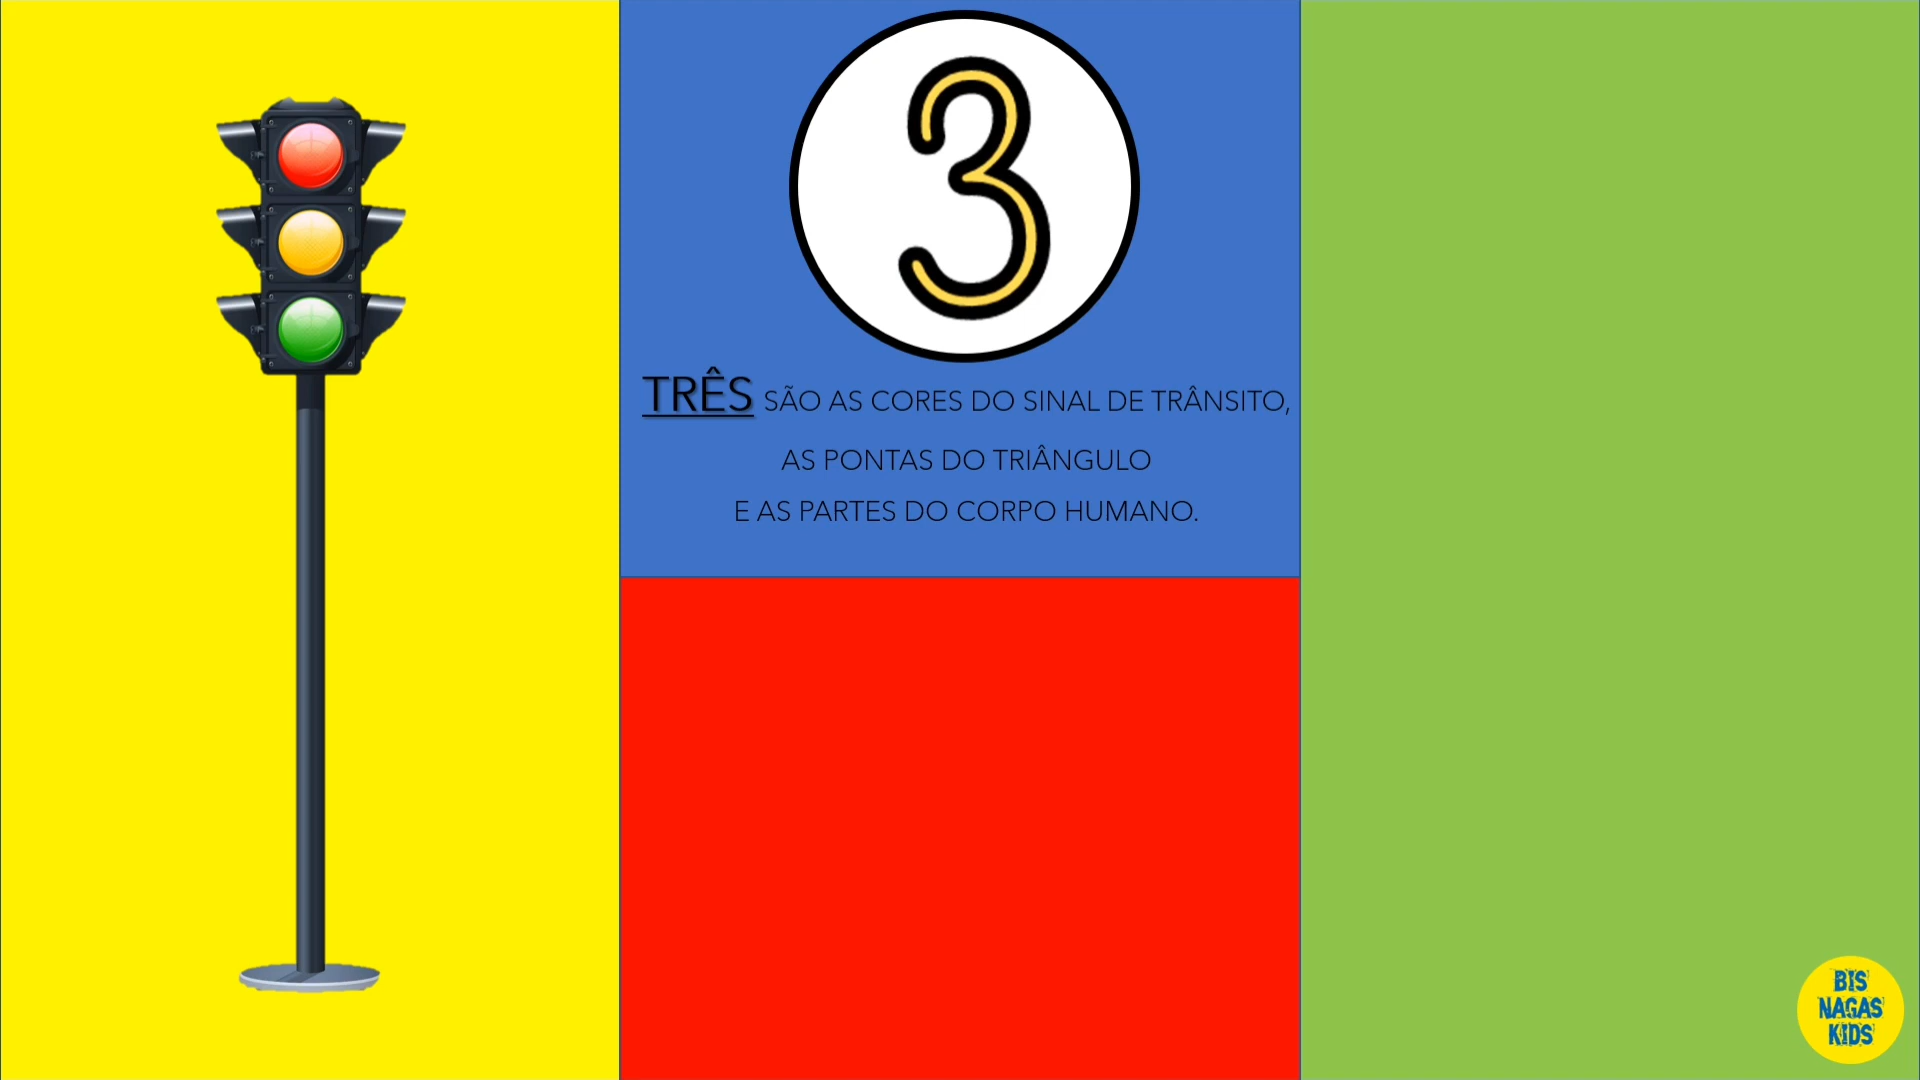 3
TRÊS SÃO AS CORES DO SINAL DE TRÂNSITO,
AS PONTAS DO TRIÂNGULO
E AS PARTES DO CORPO HUMANO.
BIS
NAGAS
KIDS